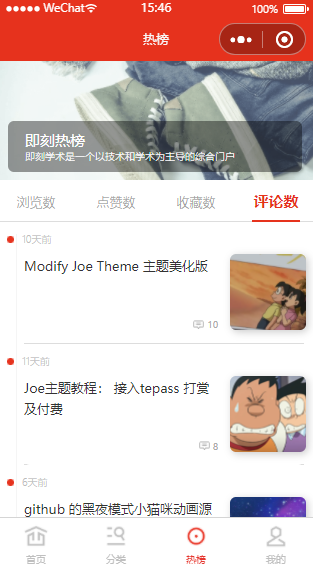 WeChat 15:46 100%
热榜
即刻热榜
即刻学术是一个以技术和学术为主导的综合门户
浏览数 点赞数 收藏数 评论数
10天前
Modify Joe Theme 主题美化版
10
11天前
Joe主题教程： 接入tepass 打赏
及付费
8
6天前
github 的黑夜模式小猫咪动画源
首页 分类 热榜 我的